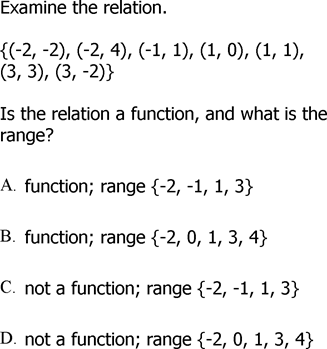 Examine the relation.
{(-2, -2), (-2, 4), (-1, 1), (1, 0), (1, 1),
(3, 3), (3, -2)}
Is the relation a function, and what is the
range?
A. function; range {-2, -1, 1, 3}
B. function; range {-2, 0, 1, 3, 4}
C. not a function; range {-2, -1, 1, 3}
D. not a function; range {-2, 0, 1, 3, 4}